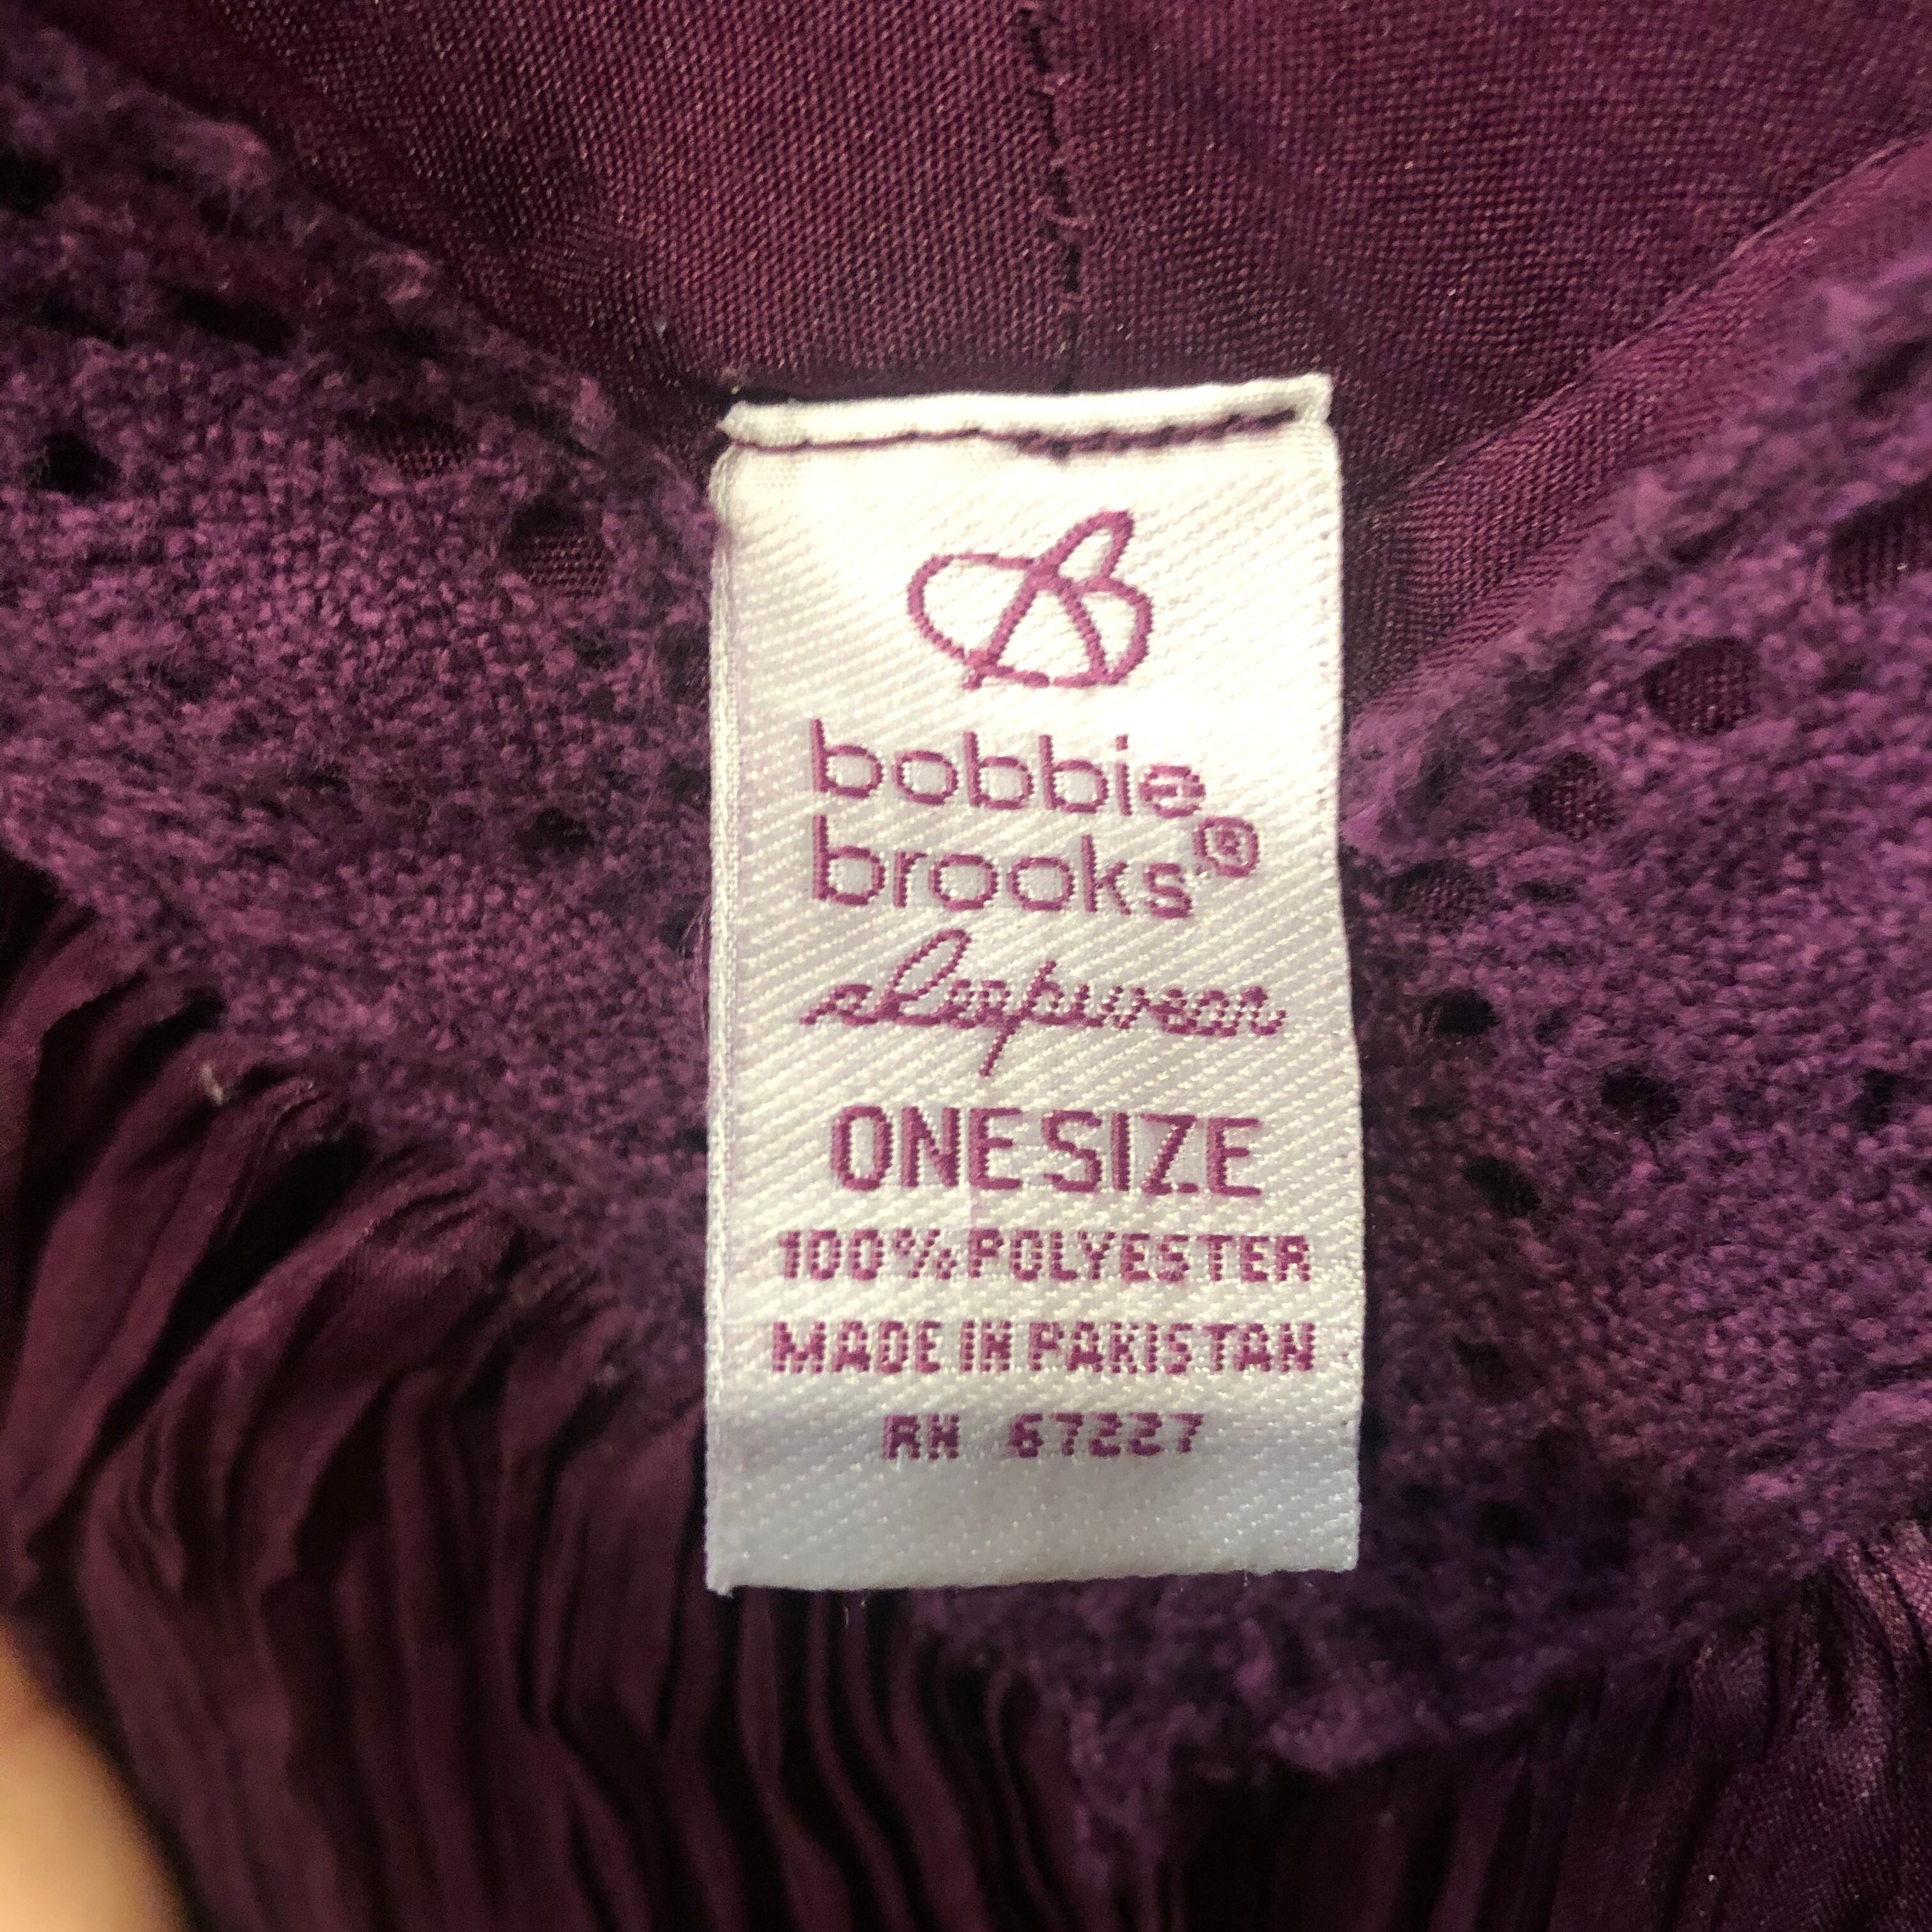 B
bobbie
brooks®
sleepwear
ONE SIZE
100% POLYESTER
MADE IN PAKISTAN
RN 67227